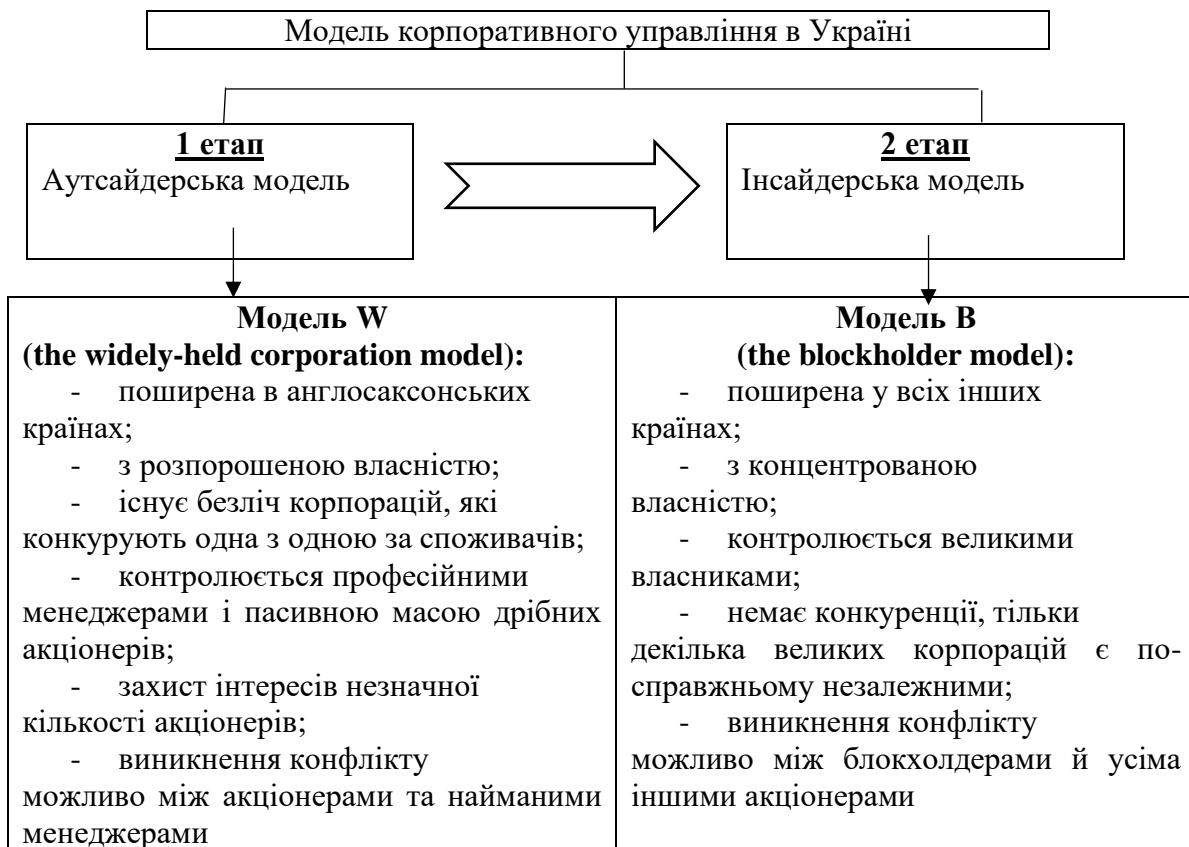 Модель корпоративного управління в Україні
1 етап
Аутсайдерська модель
2 етап
Інсайдерська модель
Модель W
(the widely-held corporation model):
- поширена в англосаксонських
країнах;
- з розпорошеною власністю;
- існує безліч корпорацій, які
конкурують одна з одною за споживачів;
- контролюється професійними
менеджерами і пасивною масою дрібних
акціонерів;
- захист інтересів незначної
кількості акціонерів;
- виникнення конфлікту
можливо між акціонерами та найманими
менеджерами
Модель В
(the blockholder model):
- поширена у всіх інших
країнах;
- з концентрованою
власністю;
- контролюється великими
власниками;
- немає конкуренції, тільки
декілька великих корпорацій є по-
справжньому незалежними;
- виникнення конфлікту
можливо між блокхолдерами й усіма
іншими акціонерами